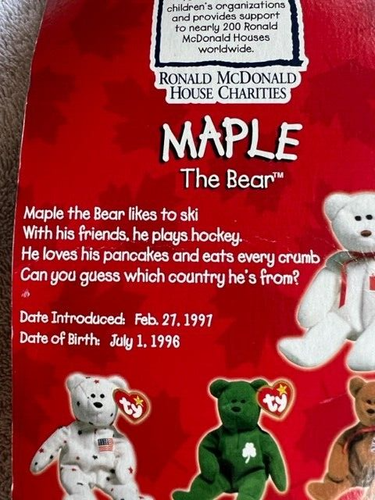 children's organizations
and provides support
to nearly 200 Ronald
McDonald Houses
worldwide.
RONALD McDONALD
HOUSE CHARITIES
MAPLE
The Bear™
Maple the Bear likes to ski
With his friends, he plays hockey.
He loves his pancakes and eats every crumb
Can you guess which country he's from?
Date Introduced: Feb. 27, 1997
Date of Birth: July 1, 1996
ty
ty